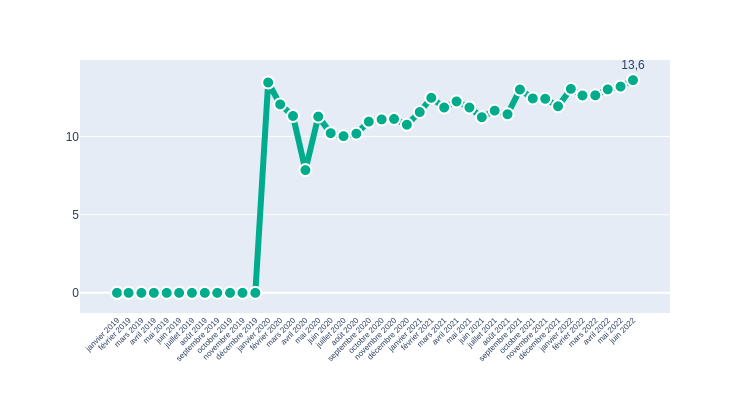 13,6
10
5
0
janvier 2019
février 2019
mars 2019
avril 2019
mai 2019
juin 2019
juillet 2019
août 2019
septembre 2019
octobre 2019
novembre 2019
décembre 2019
janvier 2020
février 2020
mars 2020
avril 2020
mai 2020
juin 2020
juillet 2020
août 2020
septembre 2020
octobre 2020
novembre 2020
décembre 2020
janvier 2021
février 2021
mars 2021
avril 2021
mai 2021
juin 2021
juillet 2021
août 2021
septembre 2021
octobre 2021
novembre 2021
décembre 2021
janvier 2022
février 2022
mars 2022
avril 2022
mai 2022
juin 2022